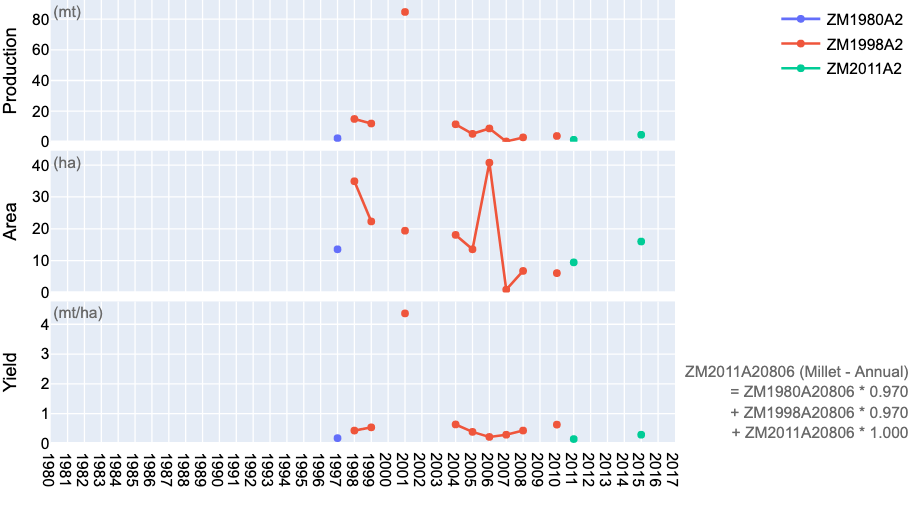 Production
(mt)
80
60
40
20
0
ZM1980A2
ZM1998A2
ZM2011A2
Area
(ha)
40
30
20
10
0
Yield
(mt/ha)
4
3
2
1
0
1980 1981 1982 1983 1984 1985 1986 1987 1988 1989 1990 1991 1992 1993 1994 1995 1996 1997 1998 1999 2000 2001 2002 2003 2004 2005 2006 2007 2008 2009 2010 2011 2012 2013 2014 2015 2016 2017
ZM2011A20806 (Millet - Annual)
= ZM1980A20806 * 0.970
+ ZM1998A20806 * 0.970
+ ZM2011A20806 * 1.000